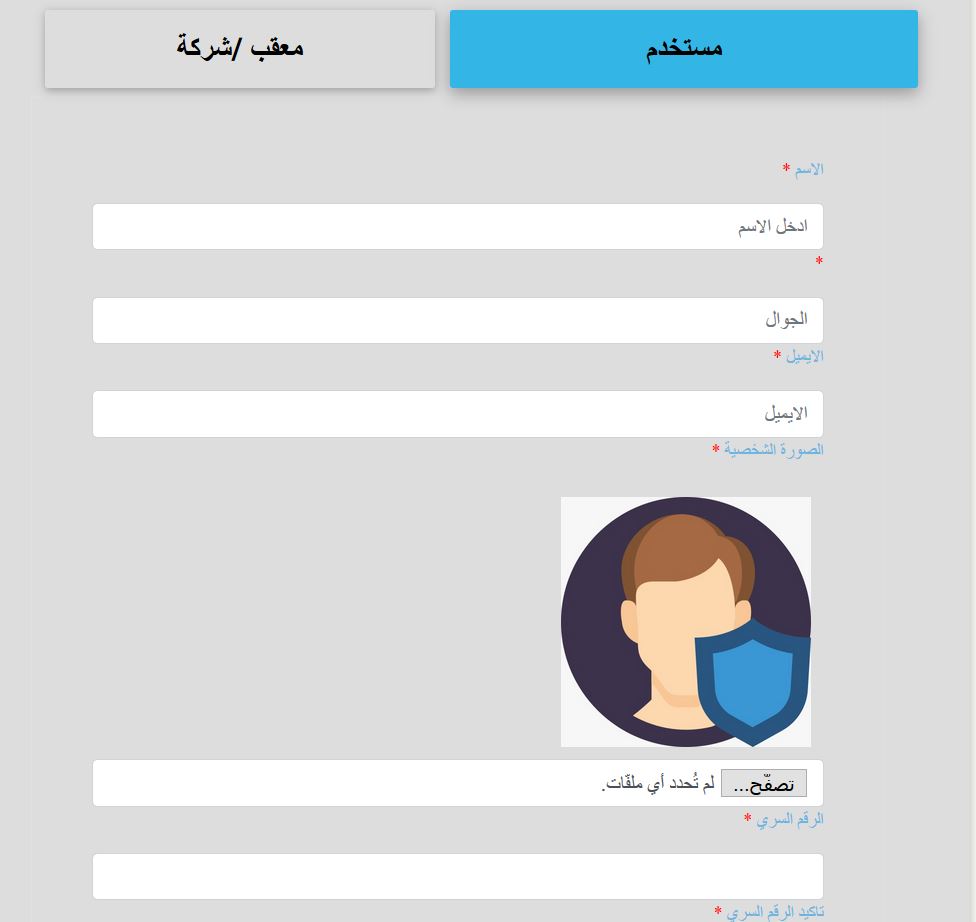 مستخدم
معقب /شركة
الاسم *
ادخل الاسم
*
الجوال
الايميل *
الايميل
الصورة الشخصية *
تصفّح... لم تُحدد أي ملفّات.
الرقم السري *
تاكيد الرقم السري *